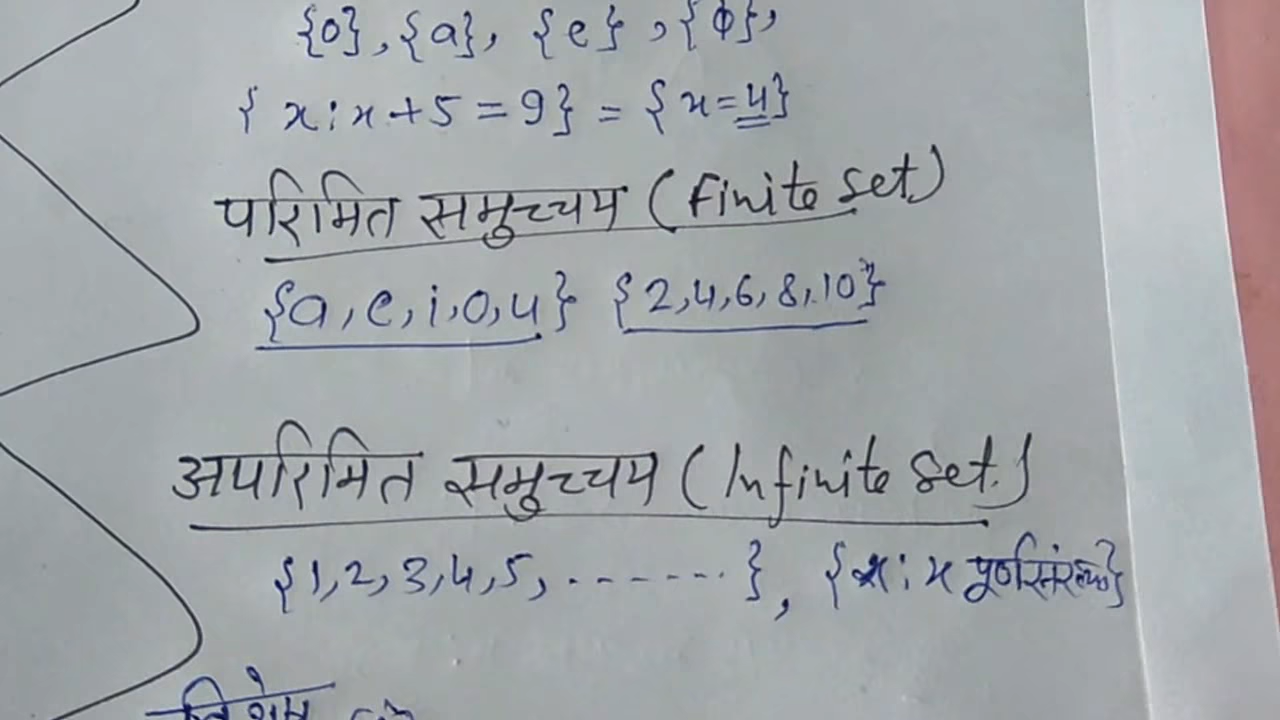 {0}, {a}, {e}, {ɸ},
{ x : x + 5 = 9} = { x = 4}
परिमित समुच्चय (Finite set)
{a, e, i, o, u} {2, 4, 6, 8, 10}
अपरिमित समुच्चय (Infinite set.)
{1, 2, 3, 4, 5, ------- }, {x : x पूर्ण संख्या}
विशेष